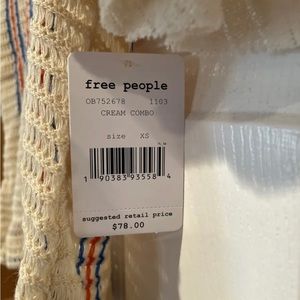 free people
OB752678 1103
CREAM COMBO
size XS
1 90383 93558 4
suggested retail price
$78.00